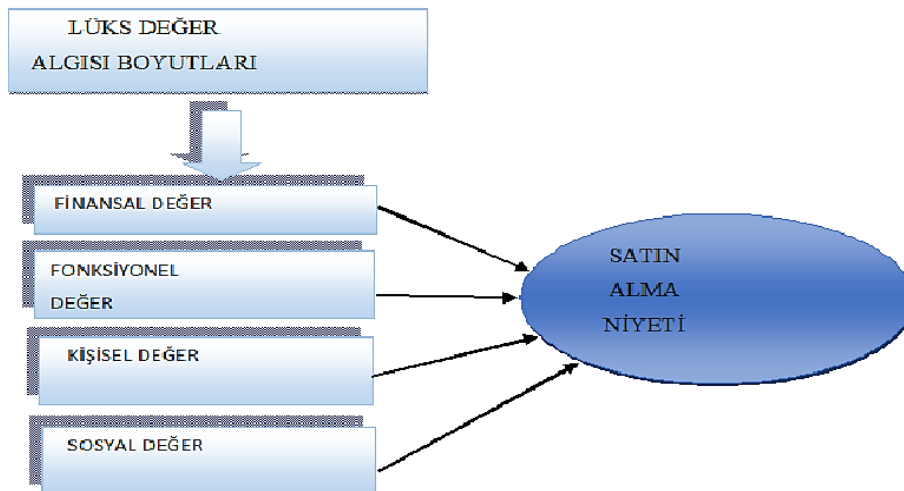 LÜKS DEĞER
ALGISI BOYUTLARI
FİNANSAL DEĞER
FONKSİYONEL
DEĞER
KİŞİSEL DEĞER
SOSYAL DEĞER
SATIN
ALMA
NİYETİ